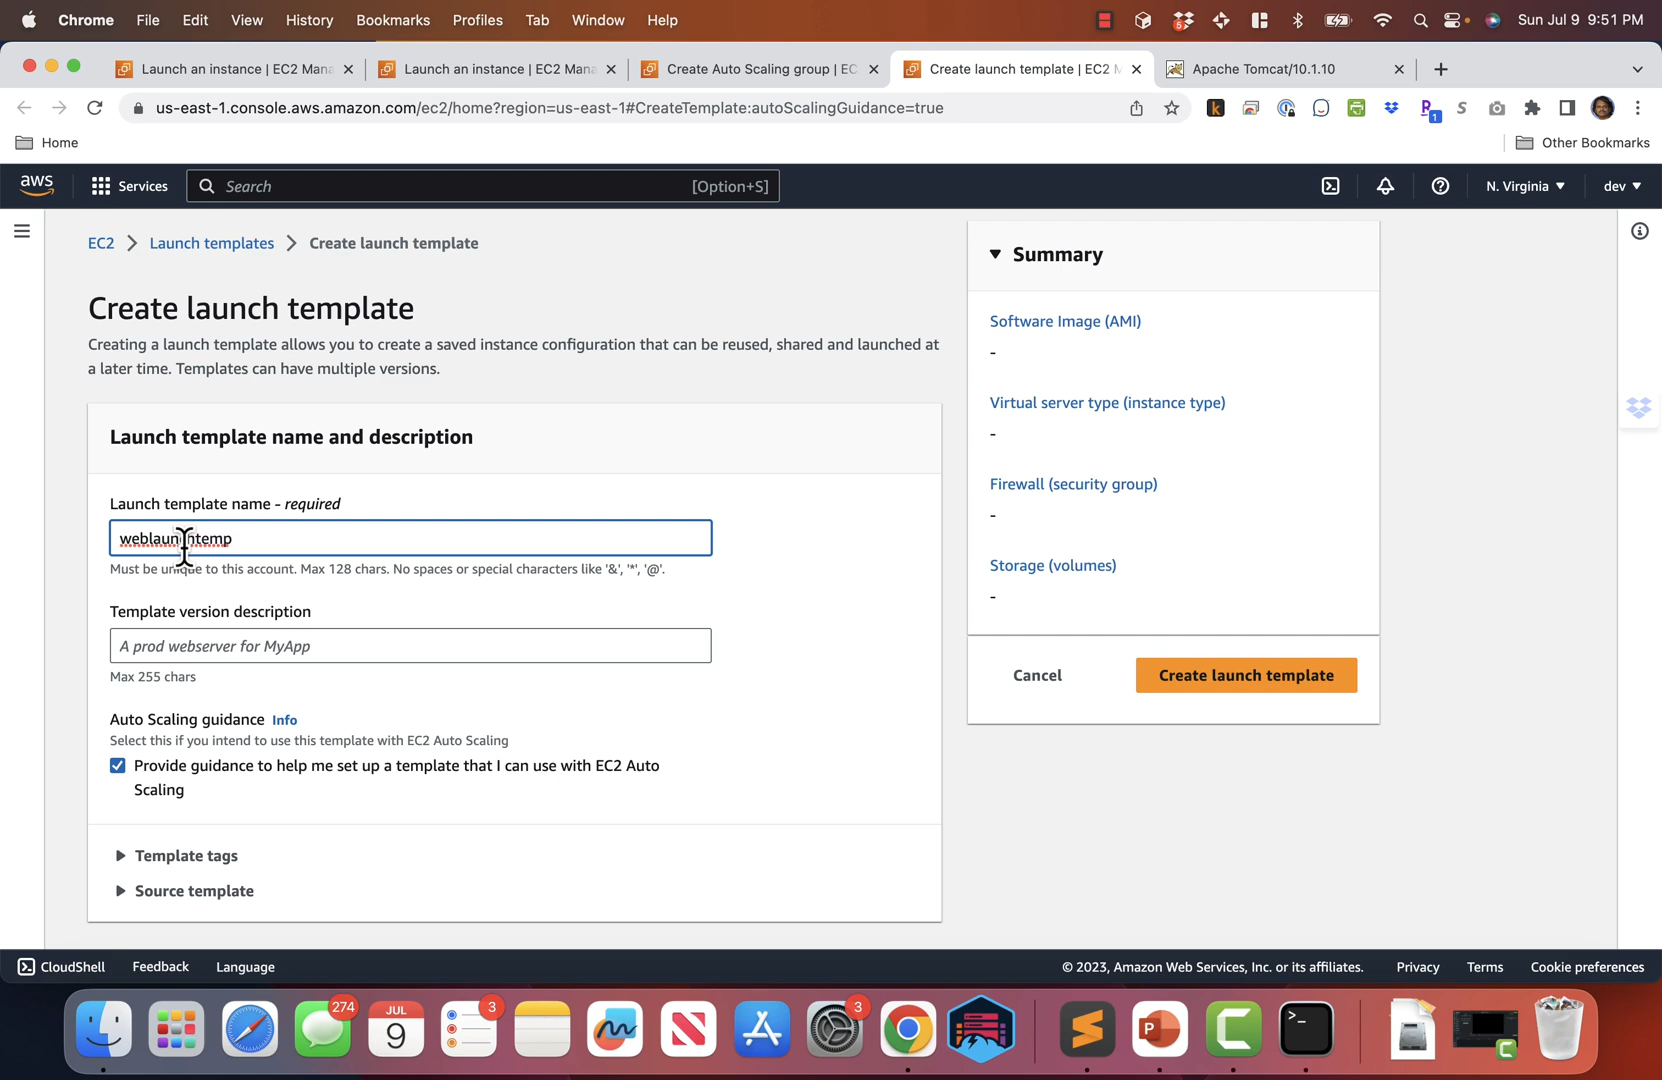 Chrome File Edit View History Bookmarks Profiles Tab Window Help 5 Sun Jul 9 9:51 PM
Launch an instance | EC2 Mana Launch an instance | EC2 Mana Create Auto Scaling group | EC Create launch template | EC2 M Apache Tomcat/10.1.10
us-east-1.console.aws.amazon.com/ec2/home?region=us-east-1#CreateTemplate:autoScalingGuidance=true
Home Other Bookmarks
aws Services Search [Option+S] N. Virginia dev
EC2 Launch templates Create launch template
Create launch template
Creating a launch template allows you to create a saved instance configuration that can be reused, shared and launched at
a later time. Templates can have multiple versions.
Launch template name and description
Launch template name - required
weblaunchtemp
Must be unique to this account. Max 128 chars. No spaces or special characters like '&', '*', '@'.
Template version description
A prod webserver for MyApp
Max 255 chars
Auto Scaling guidance Info
Select this if you intend to use this template with EC2 Auto Scaling
Provide guidance to help me set up a template that I can use with EC2 Auto
Scaling
Template tags
Source template
Summary
Software Image (AMI)
-
Virtual server type (instance type)
-
Firewall (security group)
-
Storage (volumes)
-
Cancel Create launch template
CloudShell Feedback Language © 2023, Amazon Web Services, Inc. or its affiliates. Privacy Terms Cookie preferences
274 JUL 9 3 3